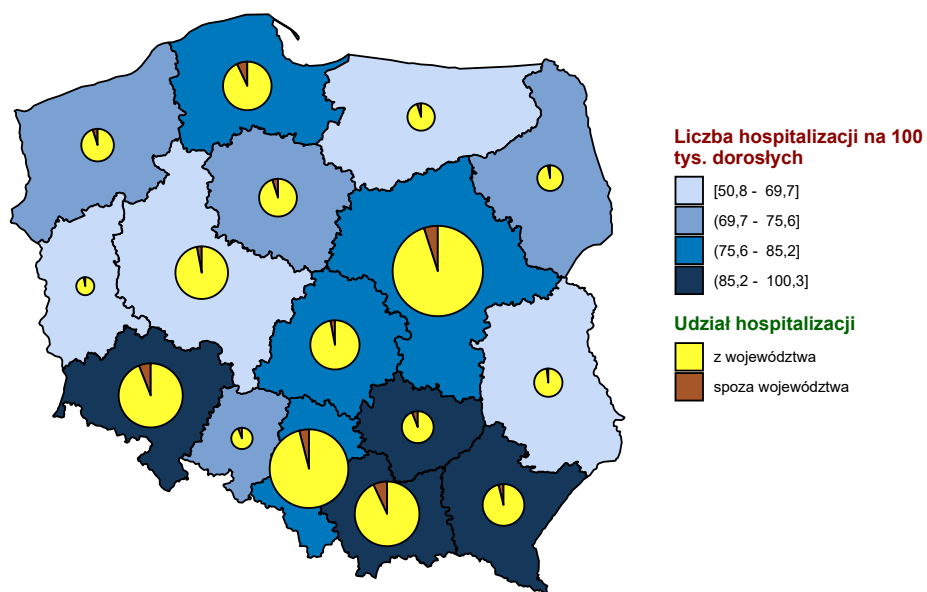 Liczba hospitalizacji na 100
tys. dorosłych
[50,8 - 69,7]
(69,7 - 75,6]
(75,6 - 85,2]
(85,2 - 100,3]
Udział hospitalizacji
z województwa
spoza województwa